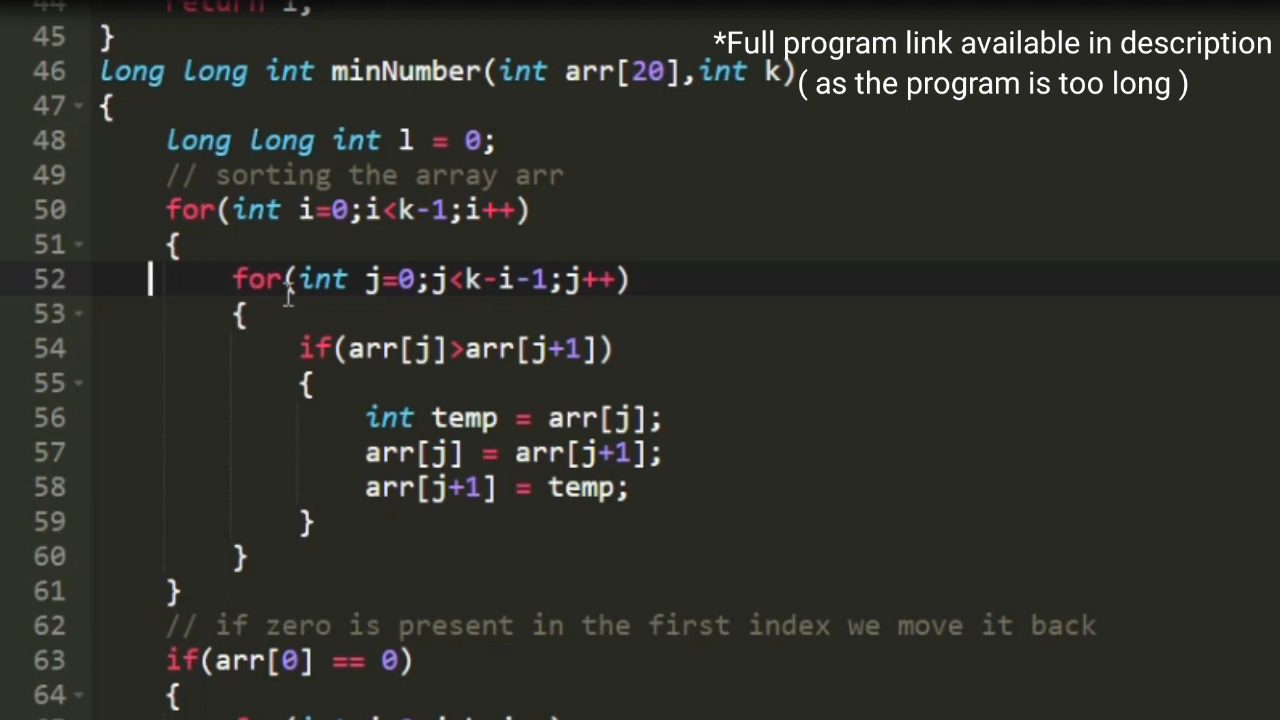 44 return l;
*Full program link available in description
( as the program is too long )
45 }
46 long long int minNumber(int arr[20],int k)
47 {
48 long long int l = 0;
49 // sorting the array arr
50 for(int i=0;i<k-1;i++)
51 {
52 for(int j=0;j<k-i-1;j++)
53 {
54 if(arr[j]>arr[j+1])
55 {
56 int temp = arr[j];
57 arr[j] = arr[j+1];
58 arr[j+1] = temp;
59 }
60 }
61 }
62 // if zero is present in the first index we move it back
63 if(arr[0] == 0)
64 {